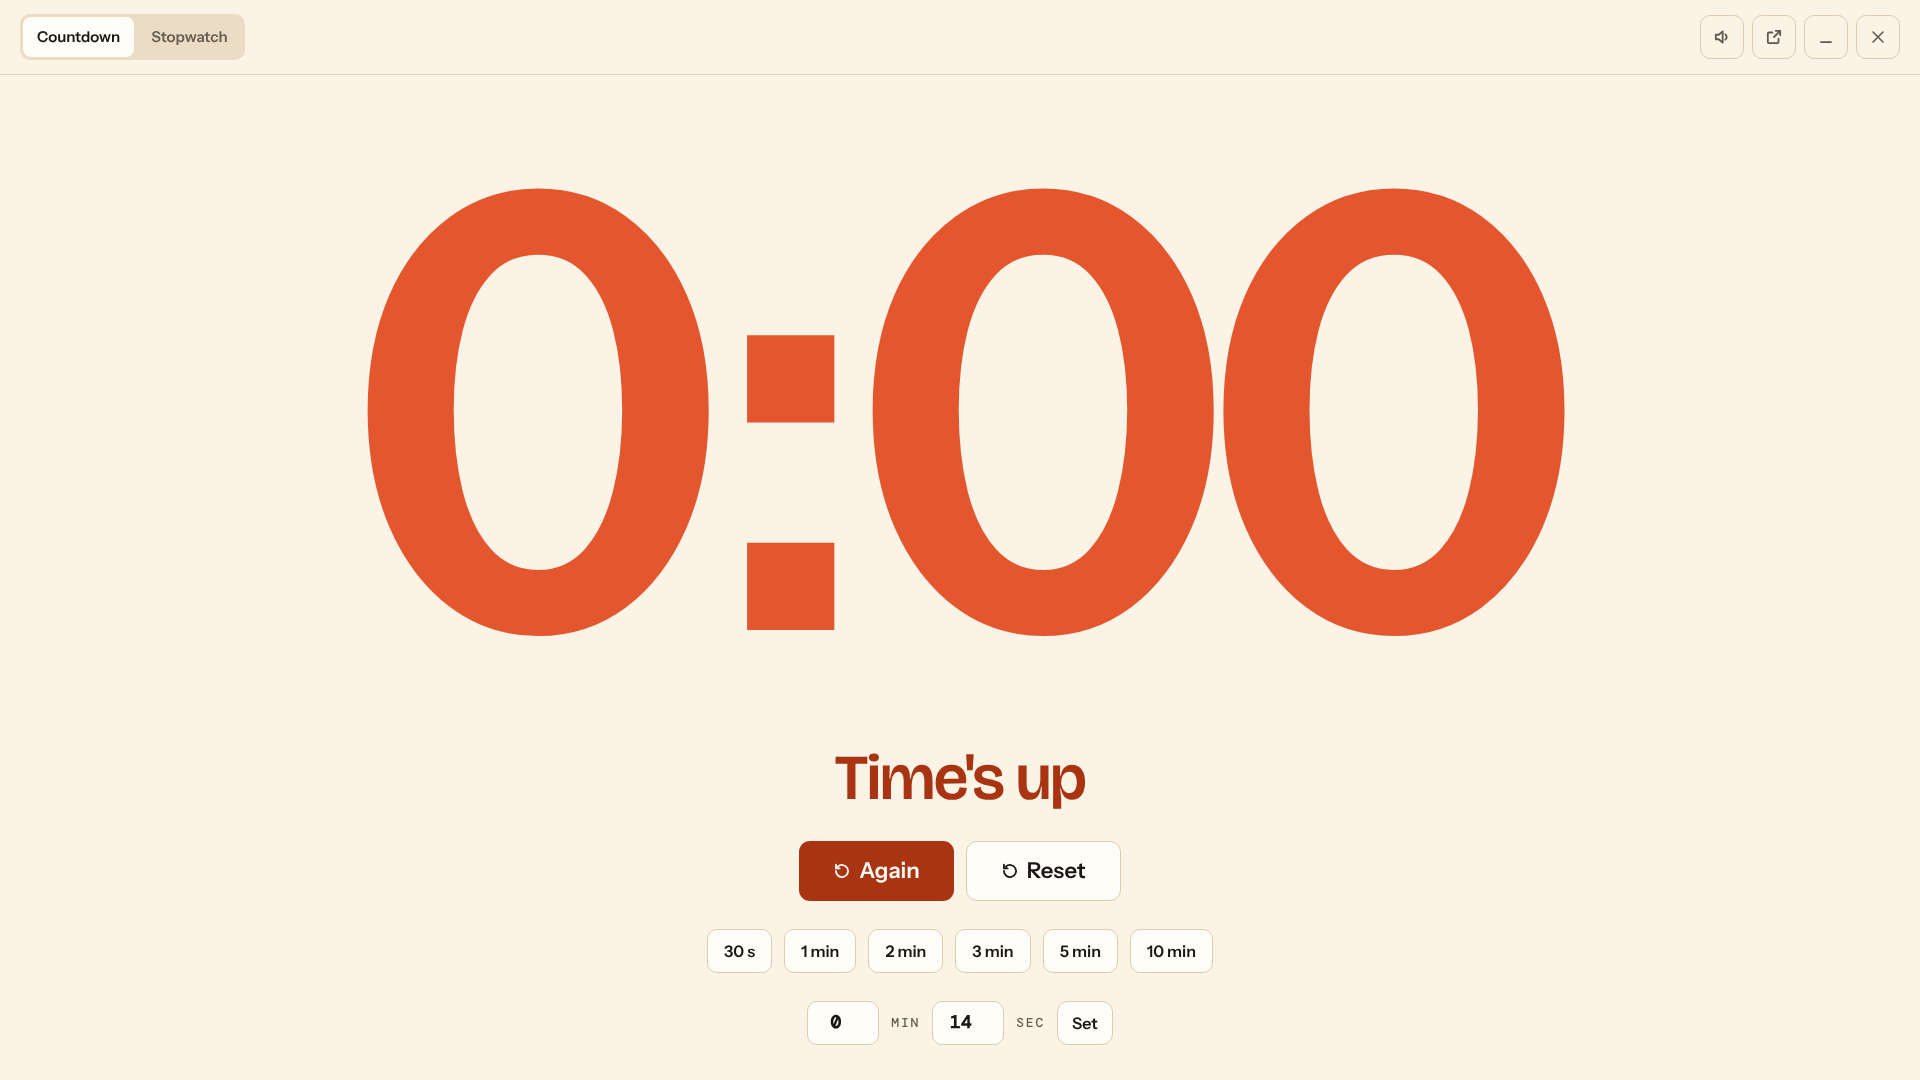 Countdown Stopwatch
0:00
Time's up
Again Reset
30 s 1 min 2 min 3 min 5 min 10 min
0 MIN 14 SEC Set